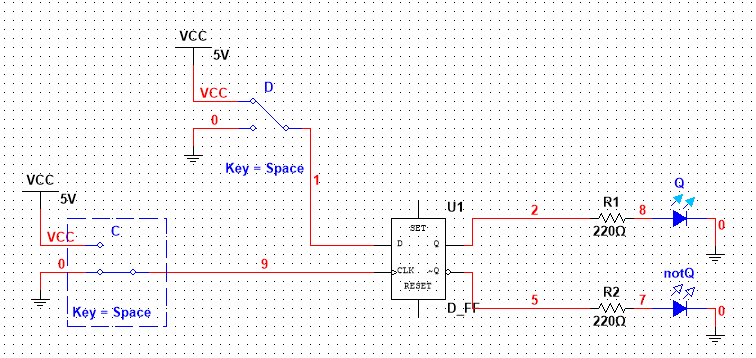 VCC
5V
D
VCC
0
Key = Space
1
VCC
5V
C
VCC
0
9
Key = Space
U1
SET
D Q
CLK ~Q
RESET
D_FF
2
R1
220Ω
8
Q
0
5
R2
220Ω
7
notQ
0